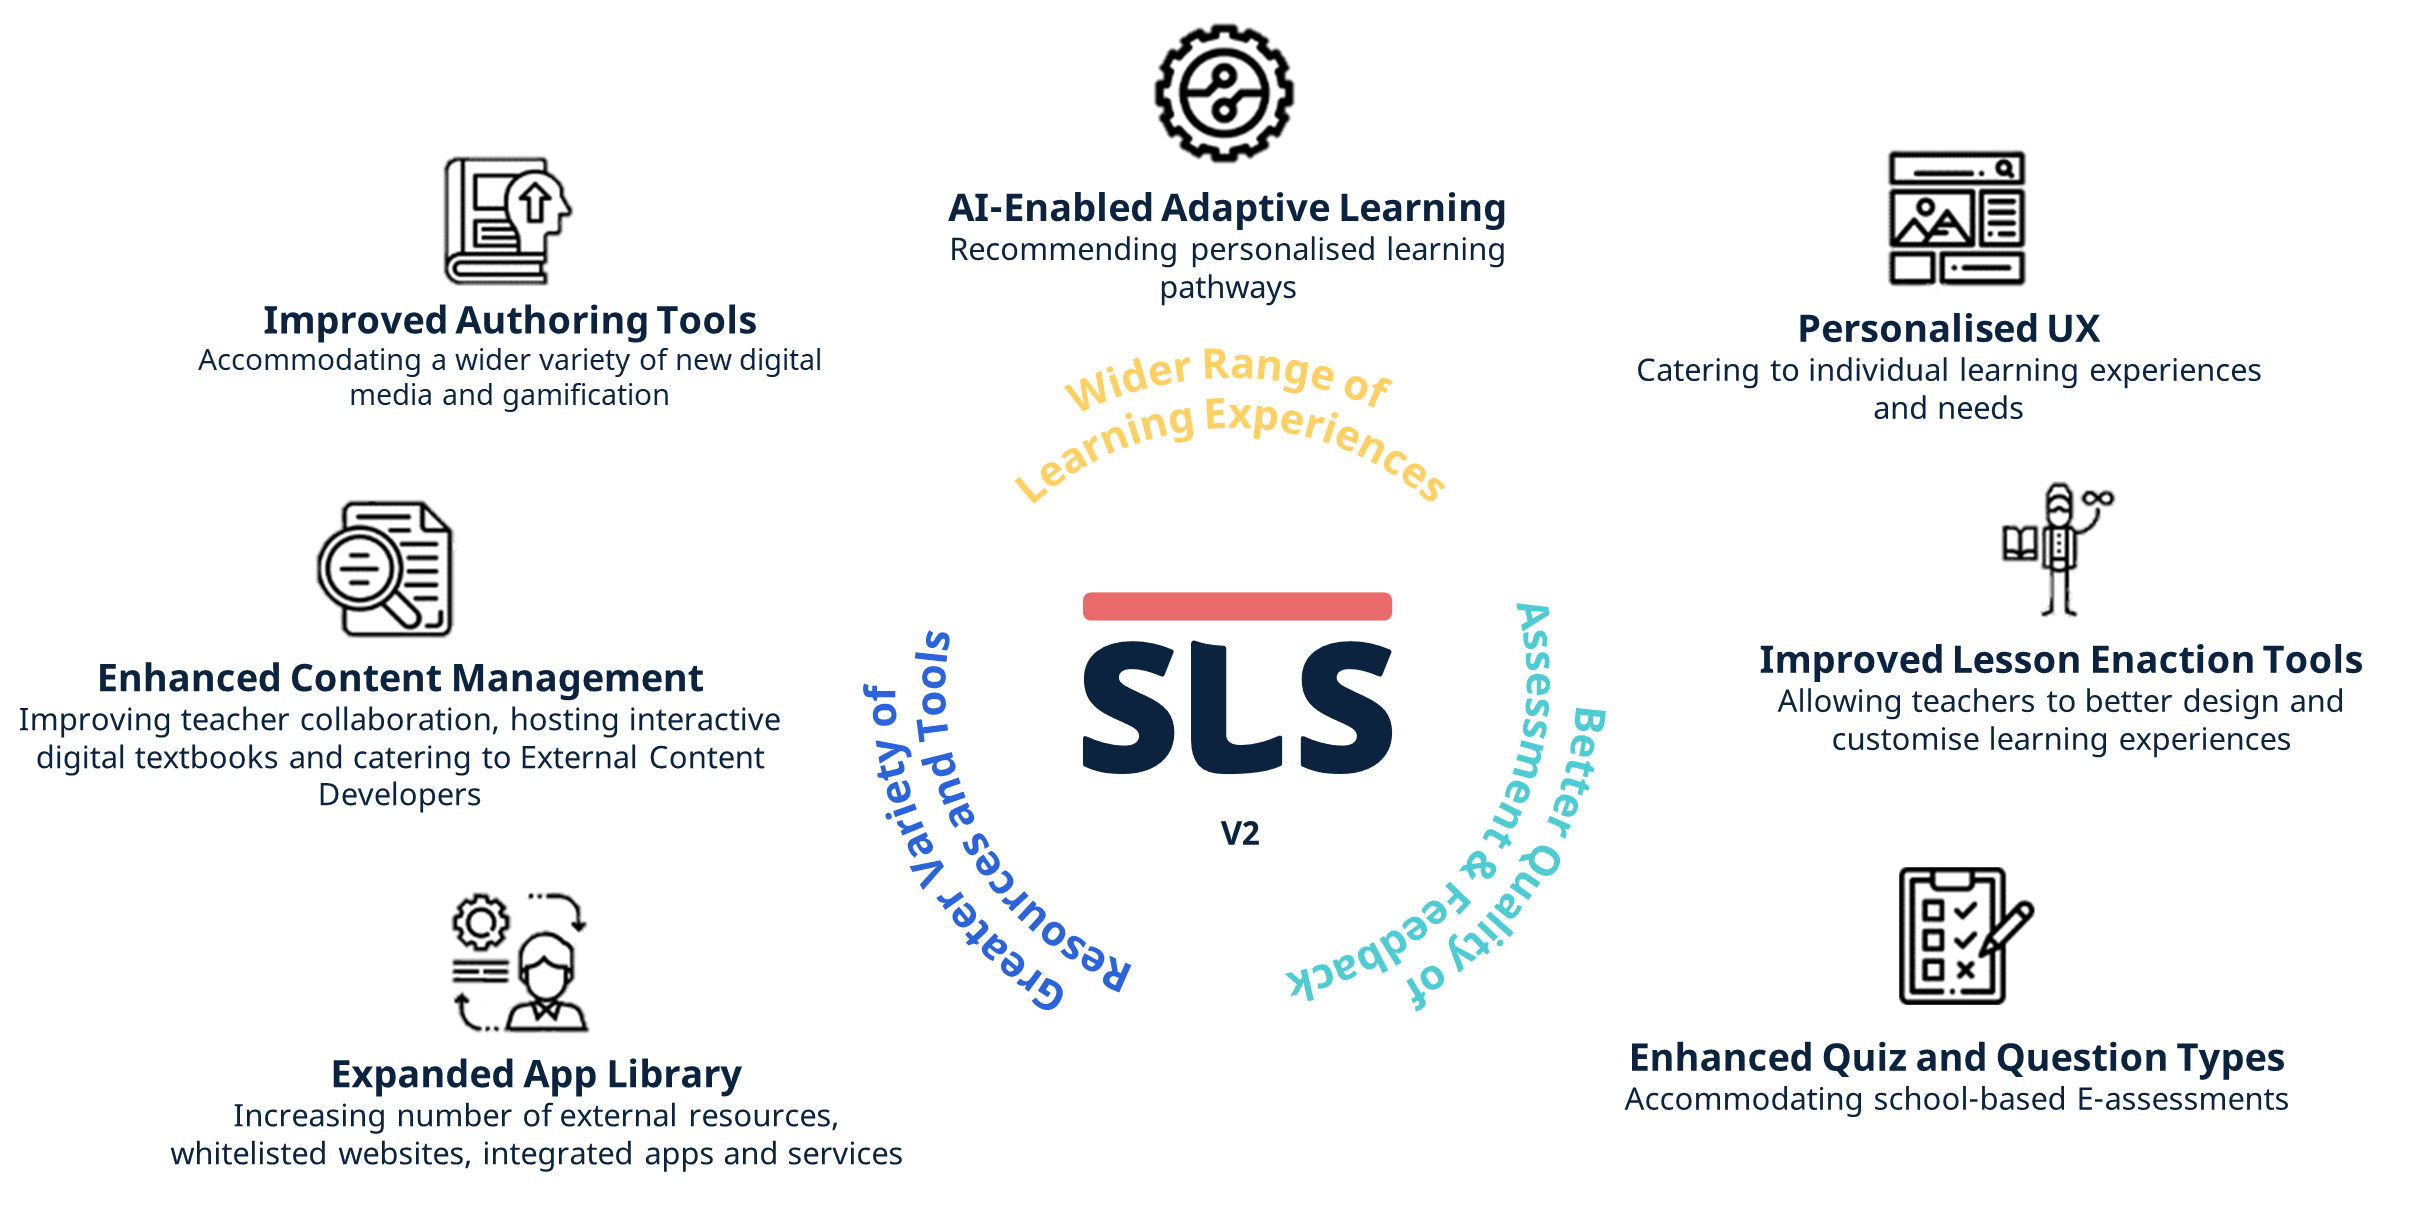 AI-Enabled Adaptive Learning
Recommending personalised learning
pathways
Improved Authoring Tools
Accommodating a wider variety of new digital
media and gamification
Personalised UX
Catering to individual learning experiences
and needs
Wider Range of
Learning Experiences
Enhanced Content Management
Improving teacher collaboration, hosting interactive
digital textbooks and catering to External Content
Developers
Greater Variety of
Resources and Tools
SLS
V2
Better Quality of
Assessment & Feedback
Improved Lesson Enaction Tools
Allowing teachers to better design and
customise learning experiences
Expanded App Library
Increasing number of external resources,
whitelisted websites, integrated apps and services
Enhanced Quiz and Question Types
Accommodating school-based E-assessments